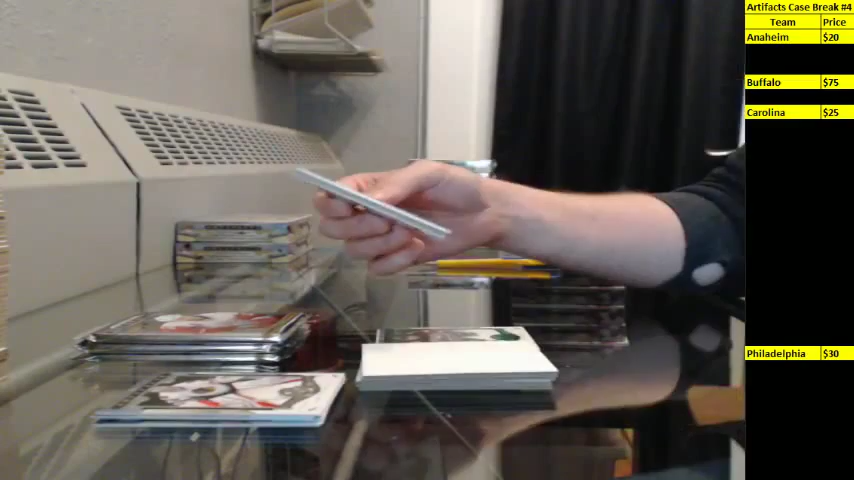 Artifacts Case Break #4
Team Price
Anaheim $20
Buffalo $75
Carolina $25
Philadelphia $30